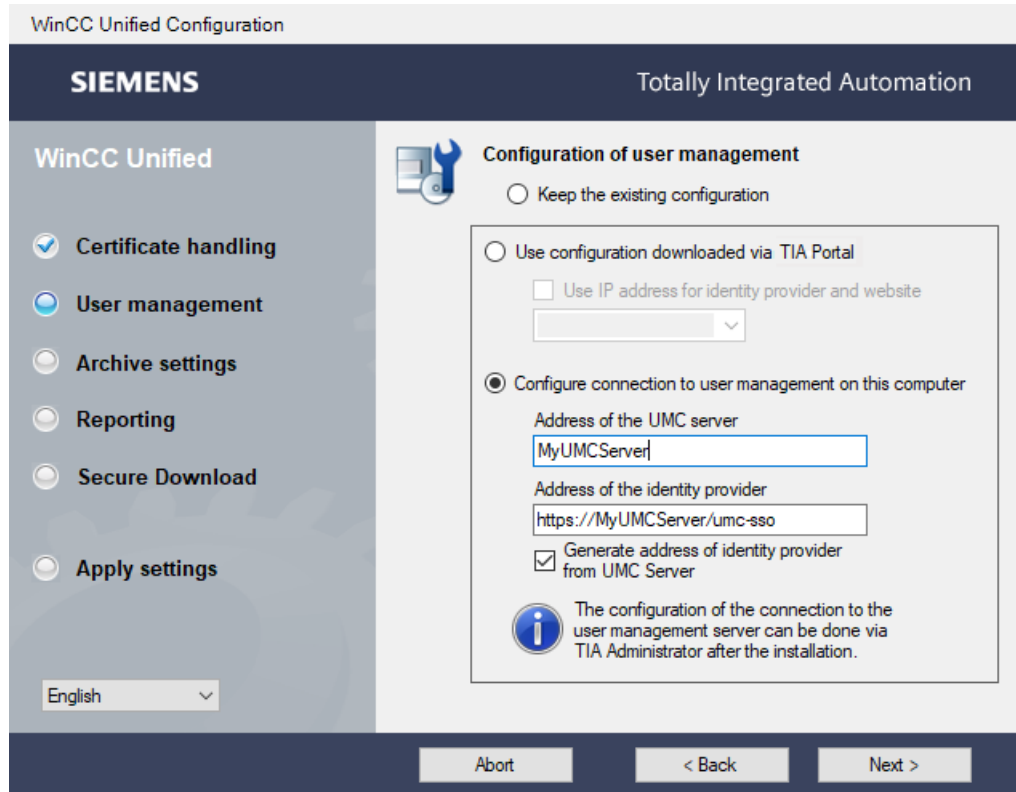 WinCC Unified Configuration
SIEMENS
Totally Integrated Automation
WinCC Unified
Certificate handling
User management
Archive settings
Reporting
Secure Download
Apply settings
English
Configuration of user management
Keep the existing configuration
Use configuration downloaded via TIA Portal
Use IP address for identity provider and website
Configure connection to user management on this computer
Address of the UMC server
MyUMCServer
Address of the identity provider
https://MyUMCServer/umc-sso
Generate address of identity provider
from UMC Server
The configuration of the connection to the
user management server can be done via
TIA Administrator after the installation.
Abort
< Back
Next >